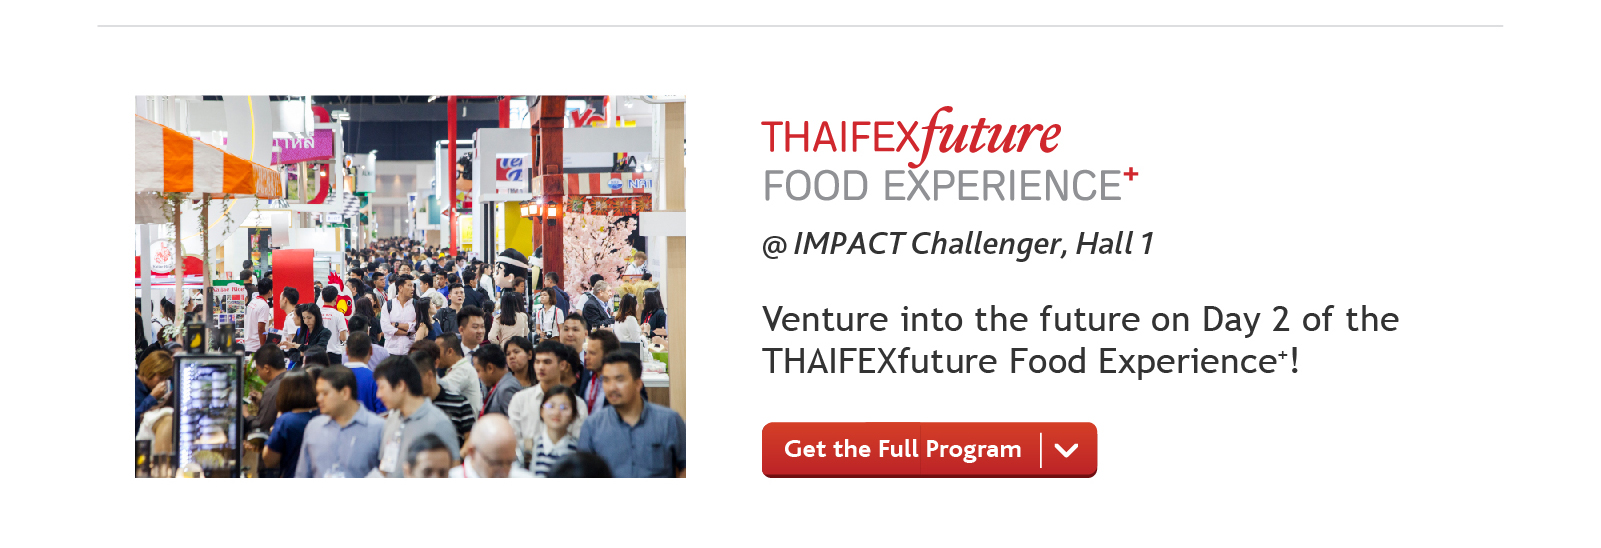 THAIFEXfuture
FOOD EXPERIENCE+
@ IMPACT Challenger, Hall 1
Venture into the future on Day 2 of the
THAIFEXfuture Food Experience+!
Get the Full Program